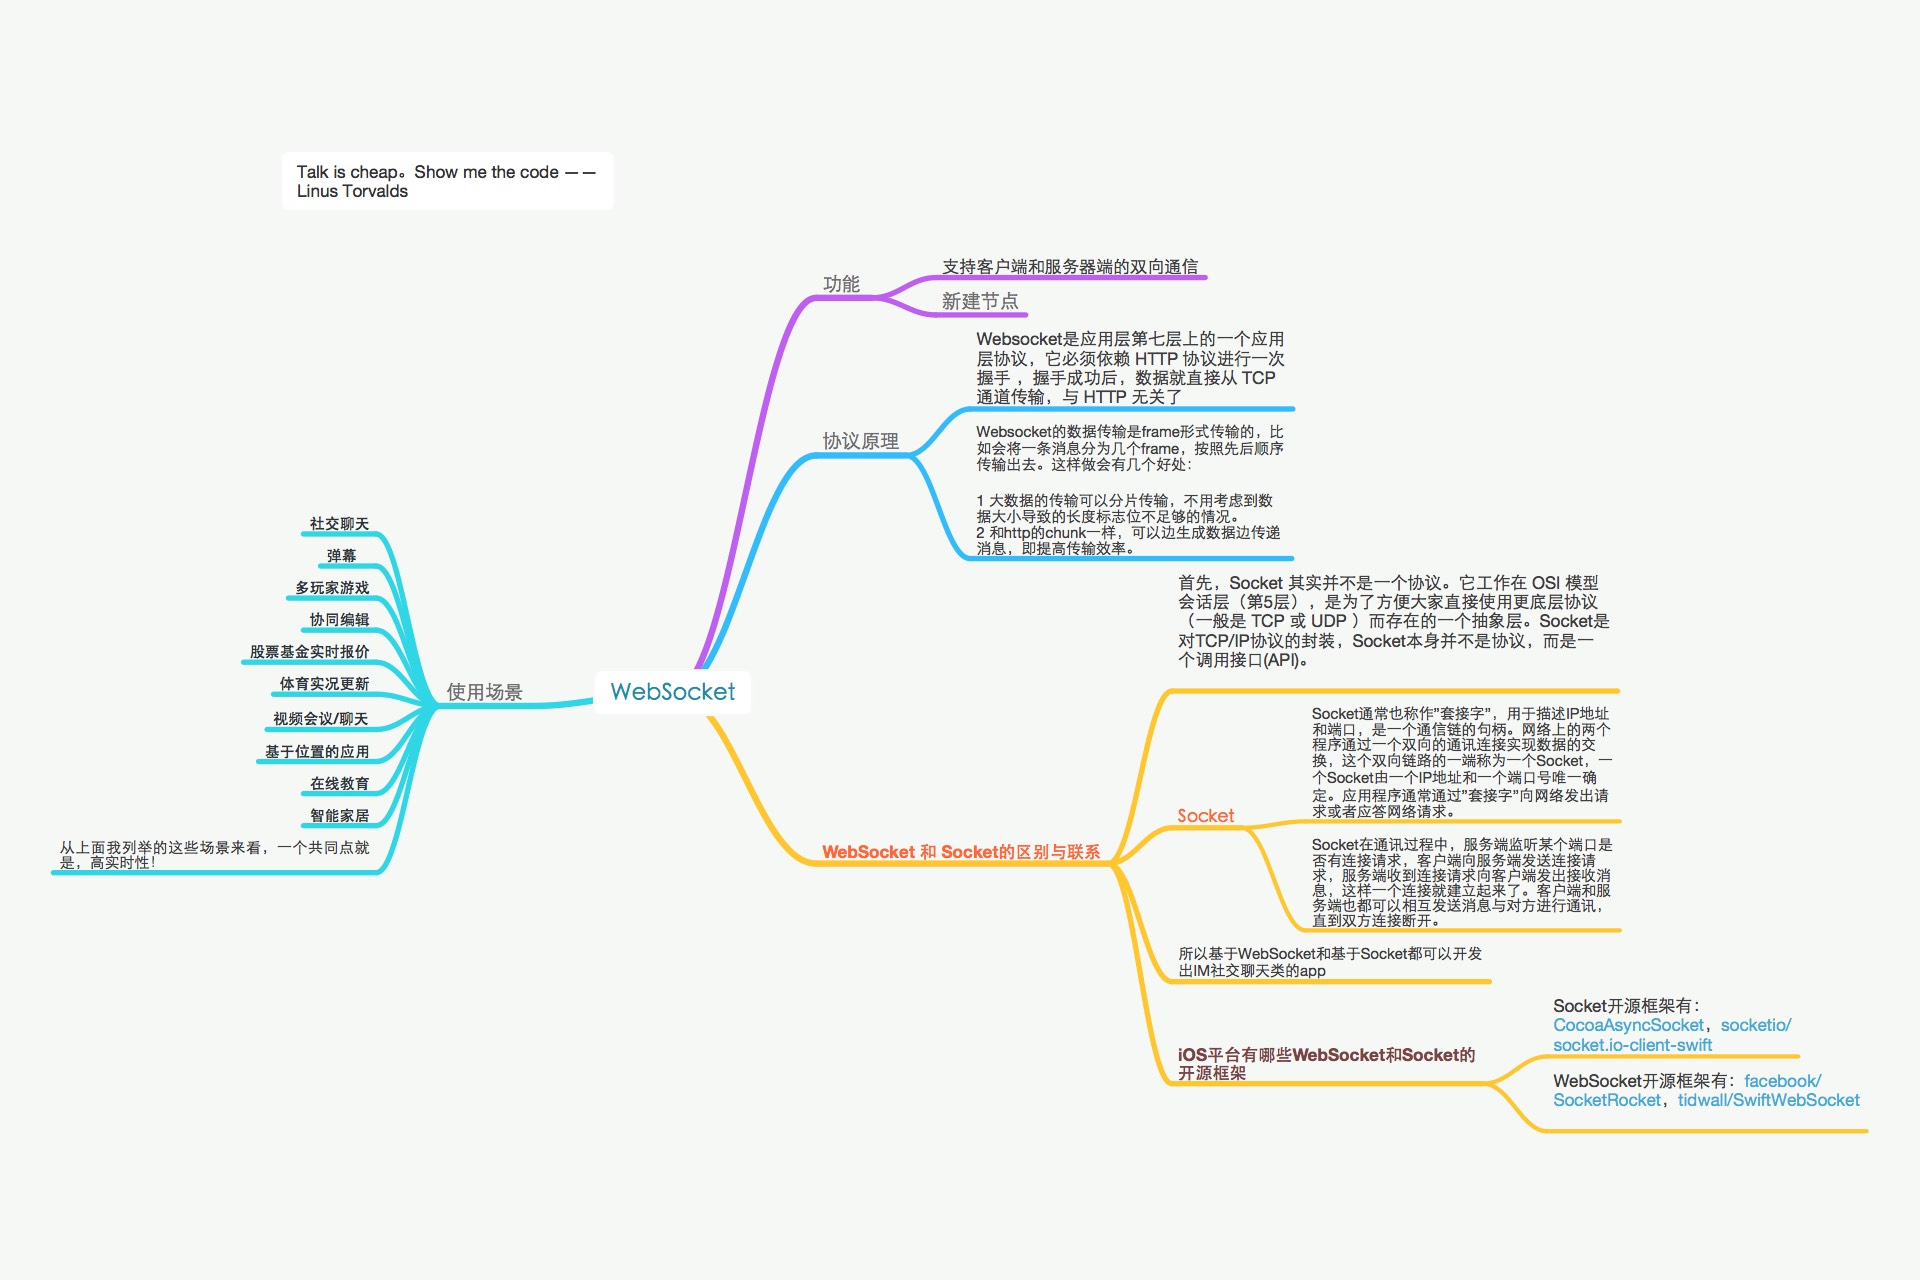 Talk is cheap。Show me the code ——
Linus Torvalds
WebSocket
功能
支持客户端和服务器端的双向通信
新建节点
协议原理
Websocket是应用层第七层上的一个应用
层协议，它必须依赖 HTTP 协议进行一次
握手 ，握手成功后，数据就直接从 TCP
通道传输，与 HTTP 无关了
Websocket的数据传输是frame形式传输的，比
如会将一条消息分为几个frame，按照先后顺序
传输出去。这样做会有几个好处：
1 大数据的传输可以分片传输，不用考虑到数
据大小导致的长度标志位不足够的情况。
2 和http的chunk一样，可以边生成数据边传递
消息，即提高传输效率。
WebSocket 和 Socket的区别与联系
首先，Socket 其实并不是一个协议。它工作在 OSI 模型
会话层（第5层），是为了方便大家直接使用更底层协议
（一般是 TCP 或 UDP ）而存在的一个抽象层。Socket是
对TCP/IP协议的封装，Socket本身并不是协议，而是一
个调用接口(API)。
Socket
Socket通常也称作”套接字”，用于描述IP地址
和端口，是一个通信链的句柄。网络上的两个
程序通过一个双向的通讯连接实现数据的交
换，这个双向链路的一端称为一个Socket，一
个Socket由一个IP地址和一个端口号唯一确
定。应用程序通常通过”套接字”向网络发出请
求或者应答网络请求。
Socket在通讯过程中，服务端监听某个端口是
否有连接请求，客户端向服务端发送连接请
求，服务端收到连接请求向客户端发出接收消
息，这样一个连接就建立起来了。客户端和服
务端也都可以相互发送消息与对方进行通讯，
直到双方连接断开。
所以基于WebSocket和基于Socket都可以开发
出IM社交聊天类的app
iOS平台有哪些WebSocket和Socket的
开源框架
Socket开源框架有：
CocoaAsyncSocket，socketio/
socket.io-client-swift
WebSocket开源框架有：facebook/
SocketRocket，tidwall/SwiftWebSocket
使用场景
社交聊天
弹幕
多玩家游戏
协同编辑
股票基金实时报价
体育实况更新
视频会议/聊天
基于位置的应用
在线教育
智能家居
从上面我列举的这些场景来看，一个共同点就
是，高实时性！